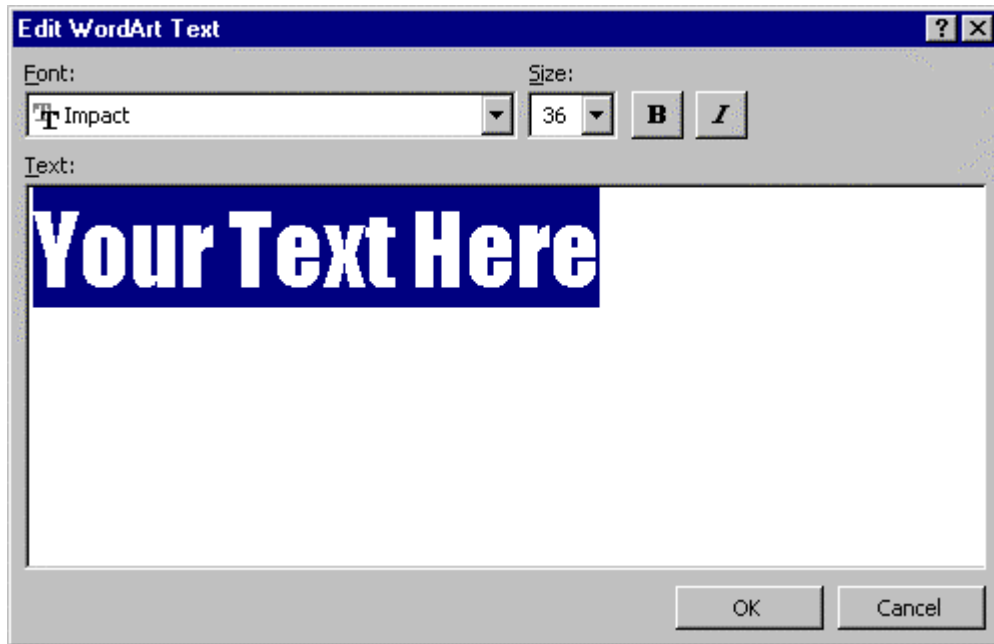 Edit WordArt Text
Font: Size:
Impact 36 B I
Text:
Your Text Here
OK Cancel